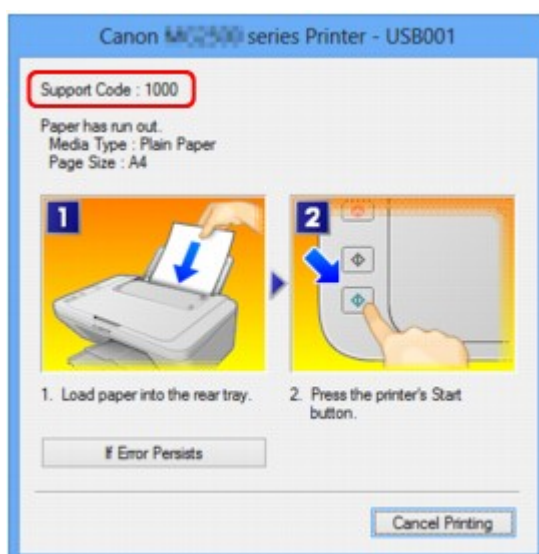 Canon series Printer - USB001
Support Code : 1000
Paper has run out.
Media Type : Plain Paper
Page Size : A4
1
2
1. Load paper into the rear tray.
2. Press the printer's Start
button.
If Error Persists
Cancel Printing